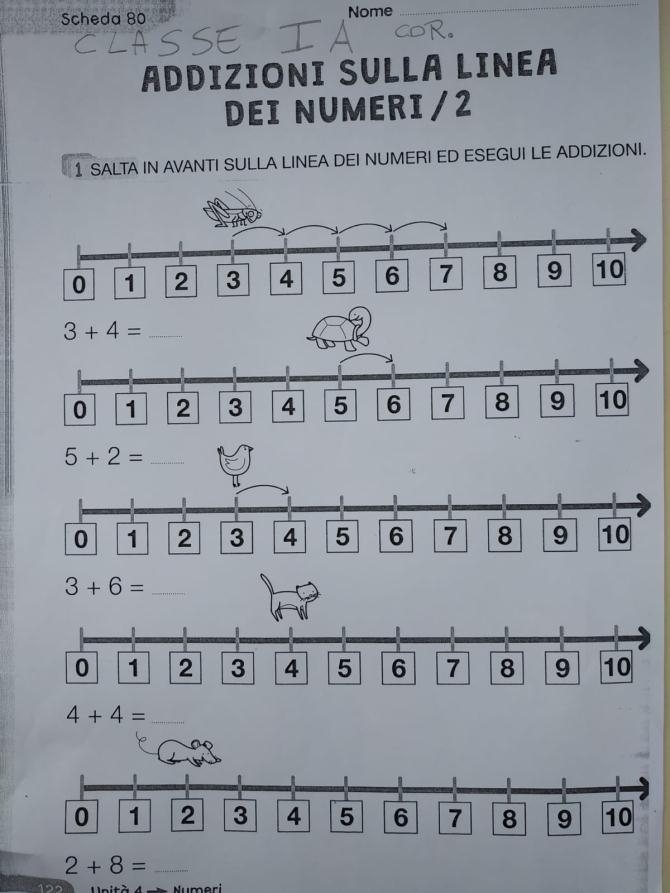 Scheda 80
Nome
CLASSE IA COR.
ADDIZIONI SULLA LINEA
DEI NUMERI / 2
1 SALTA IN AVANTI SULLA LINEA DEI NUMERI ED ESEGUI LE ADDIZIONI.
0 1 2 3 4 5 6 7 8 9 10
3 + 4 = ..........
0 1 2 3 4 5 6 7 8 9 10
5 + 2 = ..........
0 1 2 3 4 5 6 7 8 9 10
3 + 6 = ..........
0 1 2 3 4 5 6 7 8 9 10
4 + 4 = ..........
0 1 2 3 4 5 6 7 8 9 10
2 + 8 = ..........
122 Unità 4 → Numeri